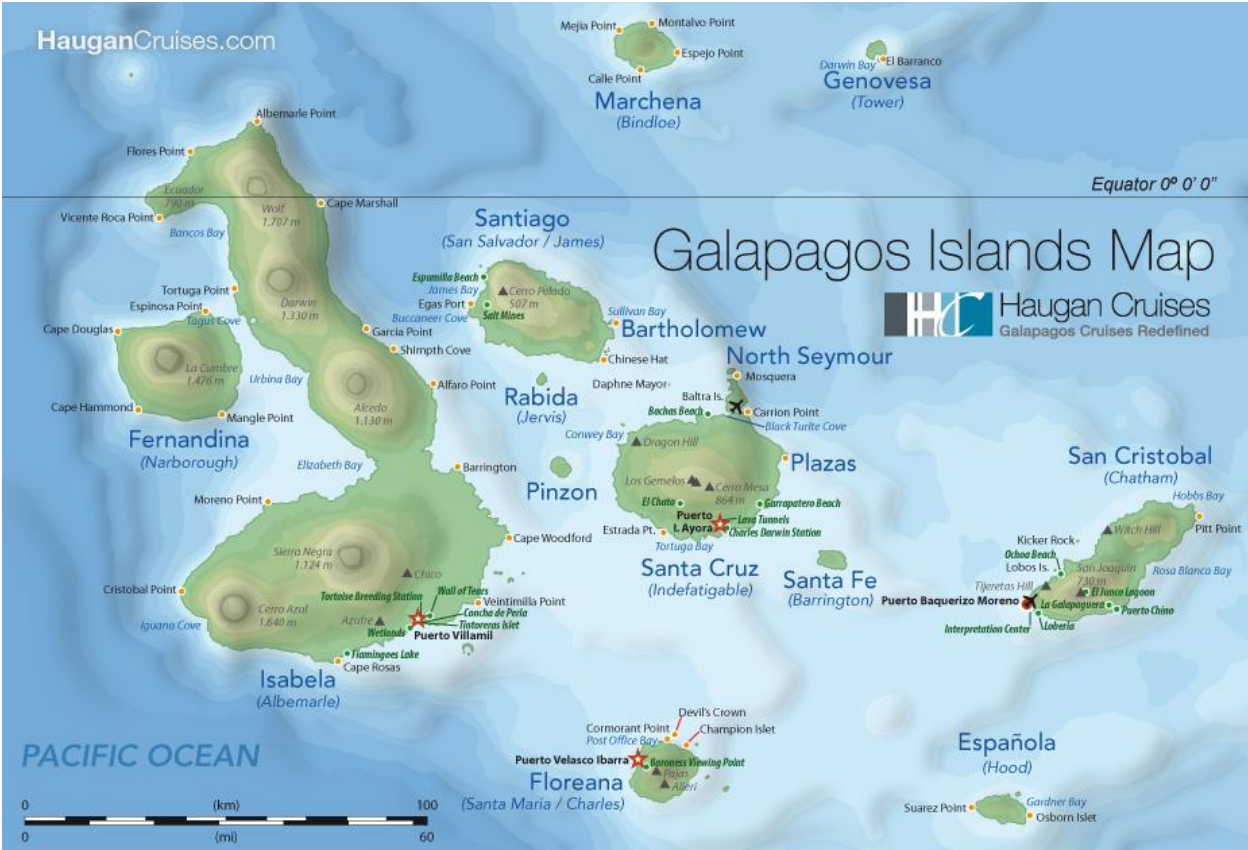 HauganCruises.com
Mejia Point
Montalvo Point
Espejo Point
Calle Point
Marchena
(Bindloe)
Darwin Bay
El Barranco
Genovesa
(Tower)
Albemarle Point
Flores Point
Ecuador
790 m
Wolf
1.707 m
Cape Marshall
Vicente Roca Point
Bancos Bay
Equator 0º 0' 0"
Galapagos Islands Map
HC
Haugan Cruises
Galapagos Cruises Redefined
Santiago
(San Salvador / James)
Espumilla Beach
James Bay
Cerro Pelado
507 m
Egas Port
Buccaneer Cove
Salt Mines
Sullivan Bay
Bartholomew
Chinese Hat
Tortuga Point
Espinosa Point
Tagus Cove
Darwin
1.330 m
Cape Douglas
Garcia Point
Shimpth Cove
La Cumbre
1.476 m
Urbina Bay
Alfaro Point
Alcedo
1.130 m
Cape Hammond
Mangle Point
Fernandina
(Narborough)
Rabida
(Jervis)
North Seymour
Mosquera
Daphne Mayor
Baltra Is.
Carrion Point
Bachas Beach
Black Turlte Cove
Conwey Bay
Dragon Hill
Plazas
Los Gemelos
Cerro Mesa
864 m
El Chato
Garrapatero Beach
Puerto
I. Ayora
Lava Tunnels
Charles Darwin Station
Estrada Pt.
Tortuga Bay
Santa Cruz
(Indefatigable)
Pinzon
Elizabeth Bay
Barrington
Moreno Point
Cape Woodford
Sierra Negra
1.124 m
Chico
Cristobal Point
Tortoise Breeding Station
Wall of Tears
Veintimilla Point
Cerro Azul
1.640 m
Concha de Perla
Azufre
Tintoreras Islet
Iguana Cove
Wetlands
Puerto Villamil
Flamingoes Lake
Cape Rosas
Isabela
(Albemarle)
Santa Fe
(Barrington)
San Cristobal
(Chatham)
Hobbs Bay
Witch Hill
Pitt Point
Kicker Rock
Ochoa Beach
Lobos Is.
San Joaquin
730 m
Rosa Blanca Bay
Tijeretas Hill
El Junco Lagoon
Puerto Baquerizo Moreno
La Galapaguera
Puerto Chino
Interpretation Center
Loberia
Devil's Crown
Cormorant Point
Champion Islet
Post Office Bay
Puerto Velasco Ibarra
Baroness Viewing Point
Pajas
Alieri
Floreana
(Santa Maria / Charles)
Española
(Hood)
Suarez Point
Gardner Bay
Osborn Islet
PACIFIC OCEAN
0 (km) 100
0 (mi) 60